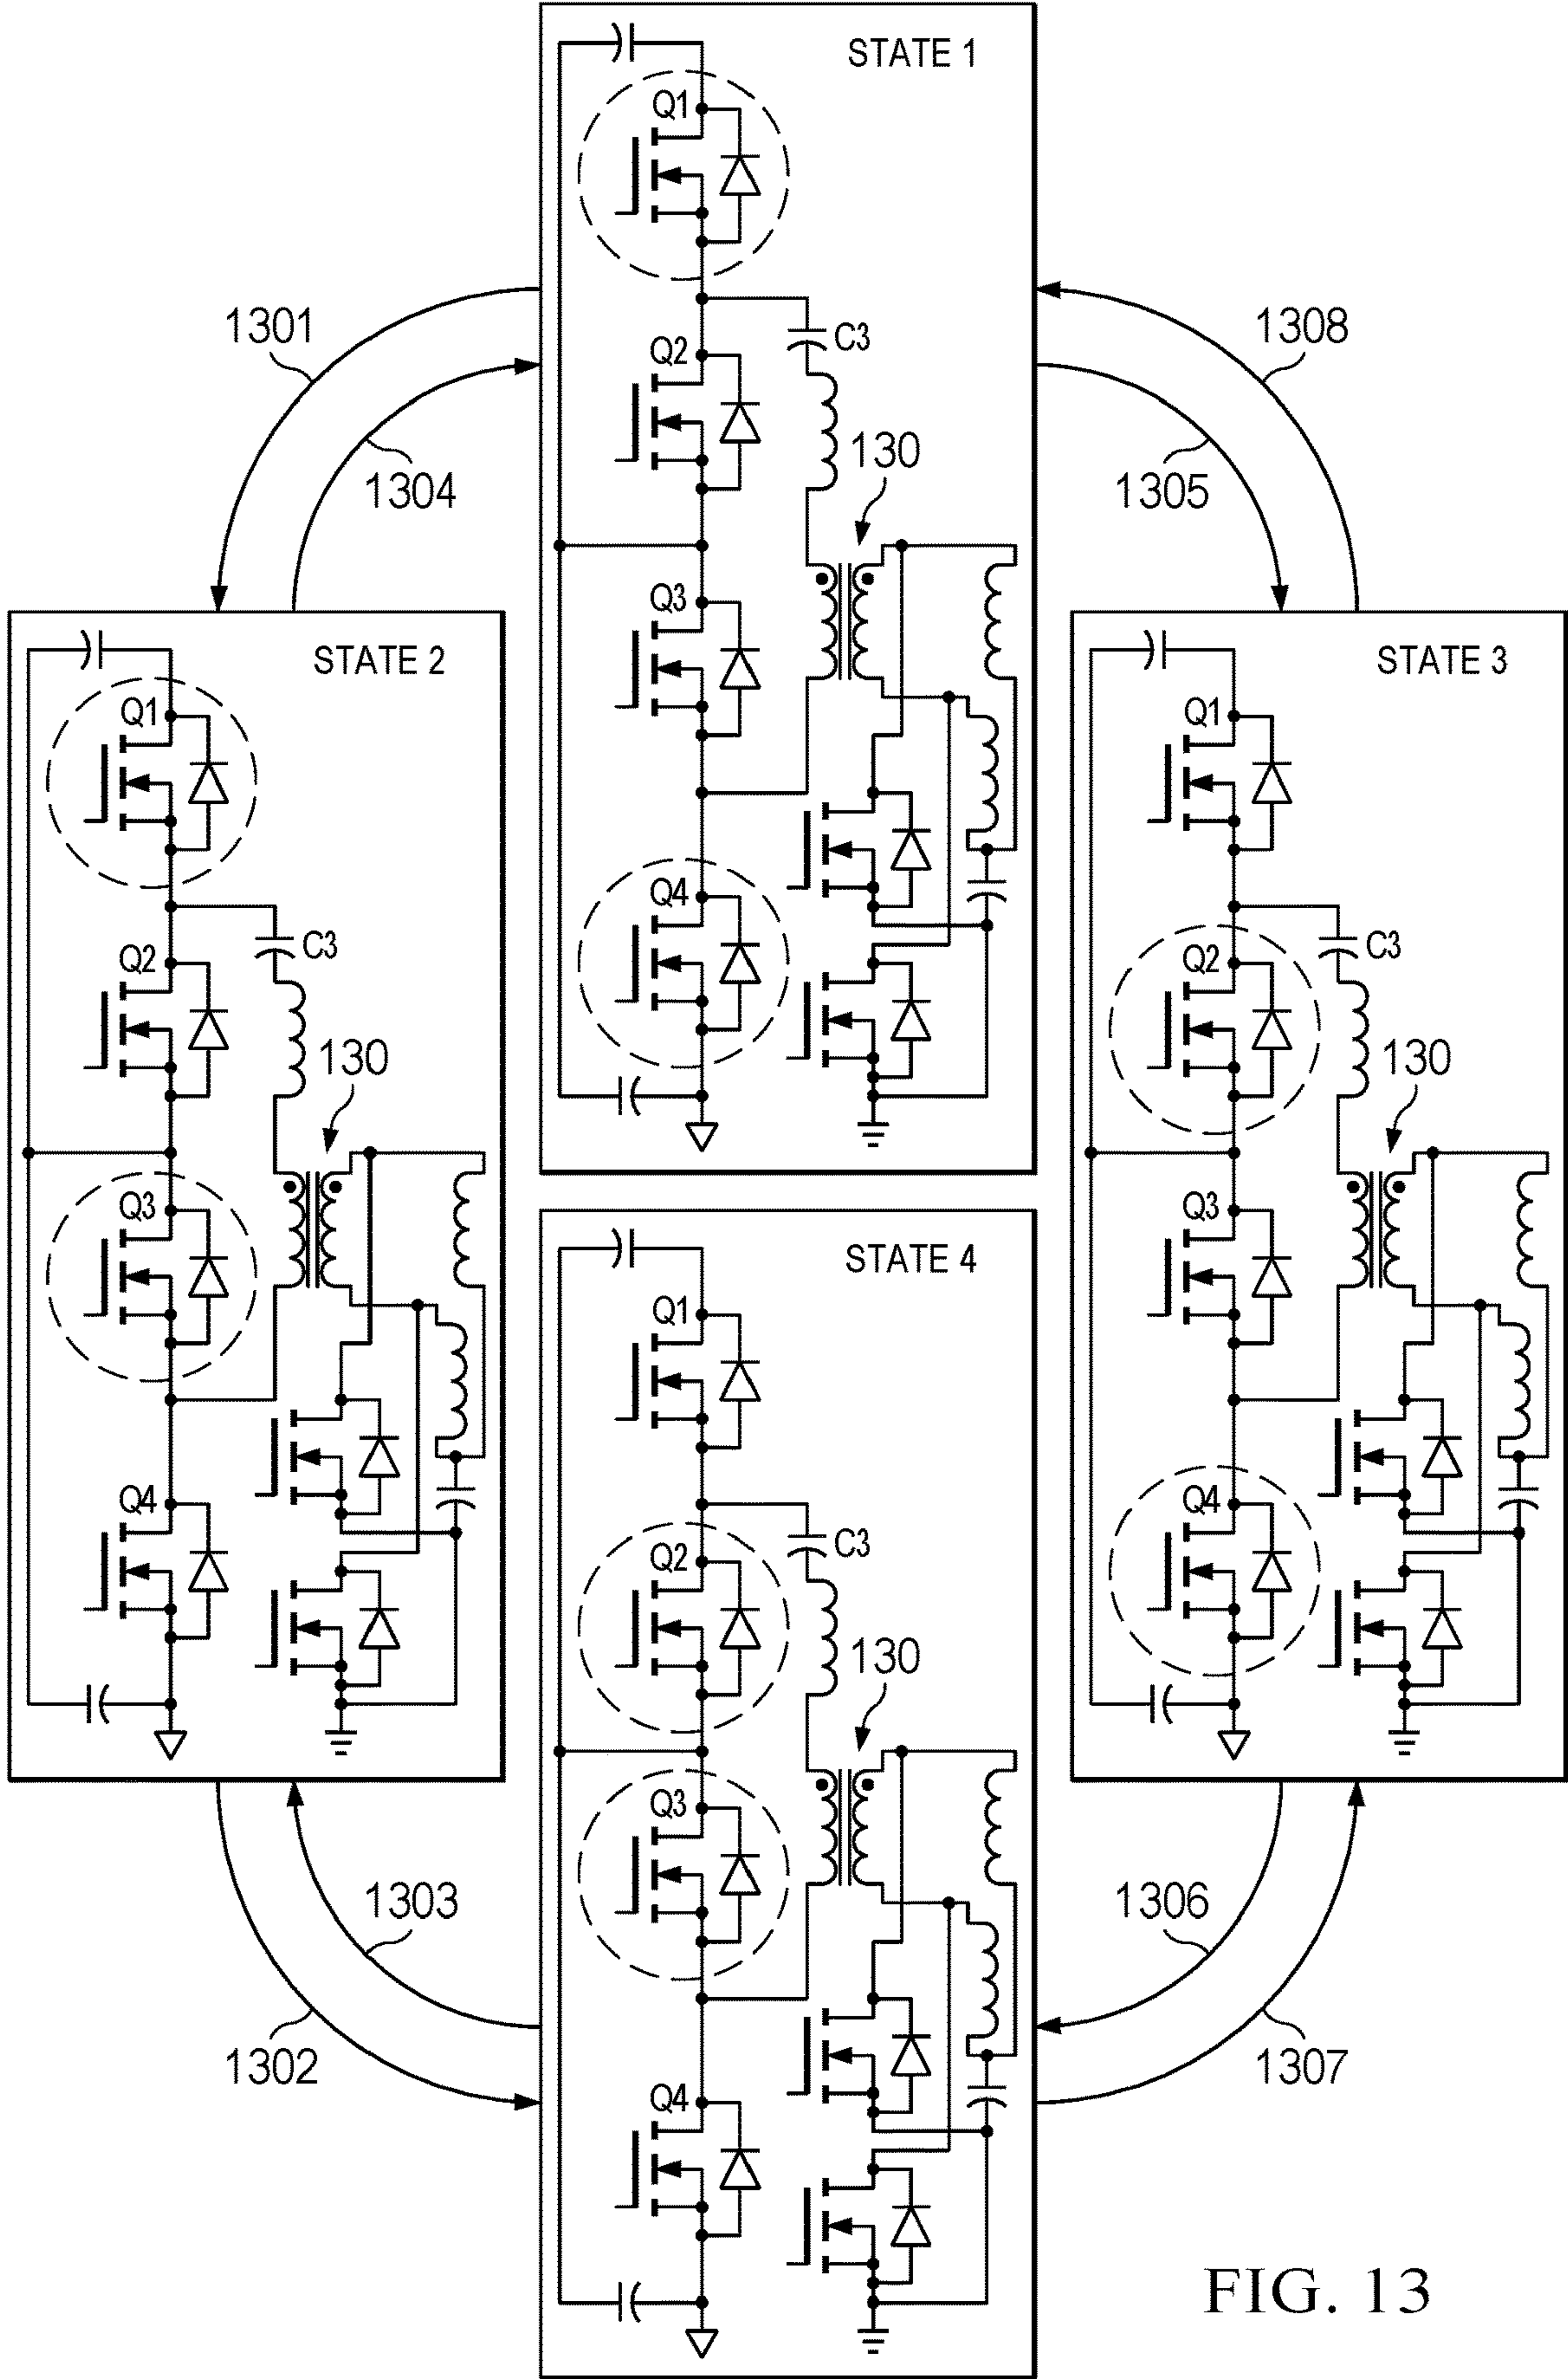 STATE 1
Q1
1301
1308
Q2
C3
1304
130
1305
Q3
STATE 2
STATE 3
Q1
Q1
Q4
C3
C3
Q2
Q2
130
130
Q3
Q3
STATE 4
Q1
Q4
Q4
C3
Q2
130
Q3
1303
1306
1302
1307
Q4
FIG. 13